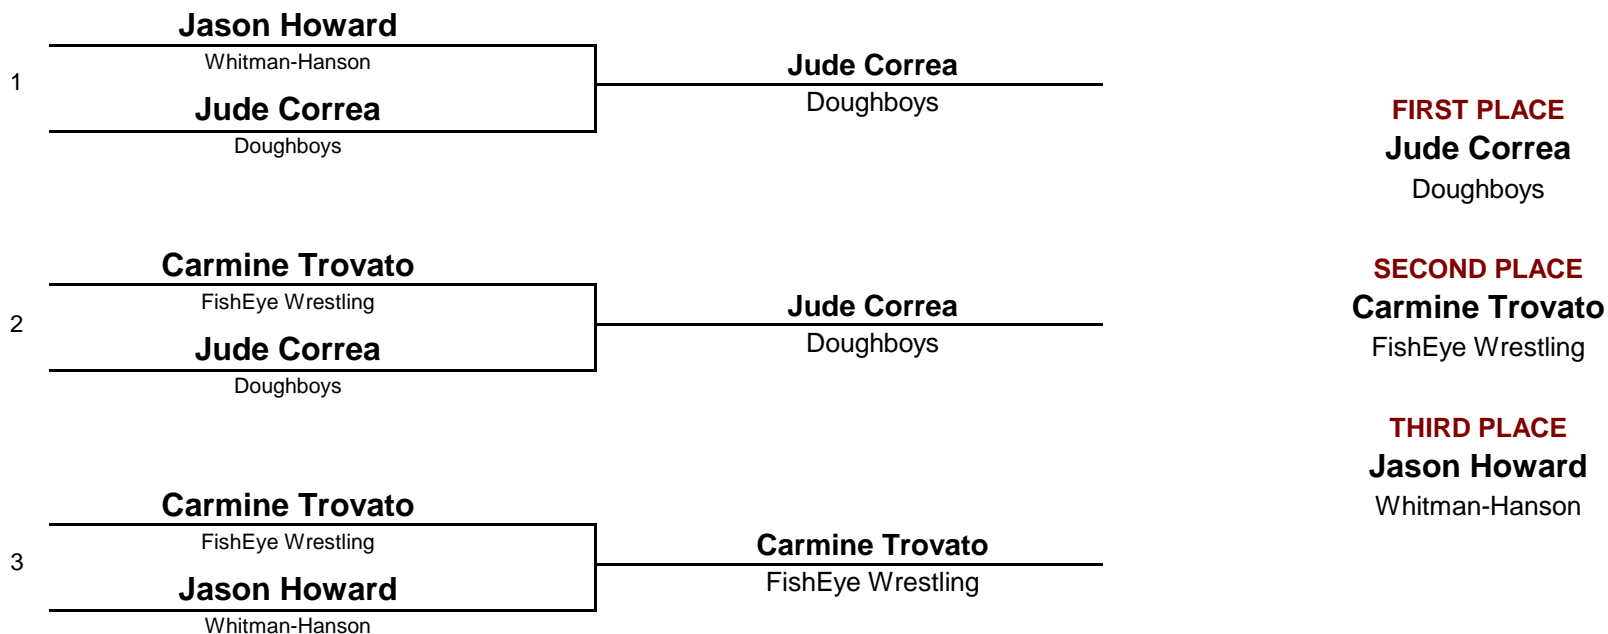 Jason Howard
Whitman-Hanson
1
Jude Correa
Doughboys
Jude Correa
Doughboys
Carmine Trovato
FishEye Wrestling
2
Jude Correa
Doughboys
Jude Correa
Doughboys
Carmine Trovato
FishEye Wrestling
3
Jason Howard
Whitman-Hanson
Carmine Trovato
FishEye Wrestling
FIRST PLACE
Jude Correa
Doughboys
SECOND PLACE
Carmine Trovato
FishEye Wrestling
THIRD PLACE
Jason Howard
Whitman-Hanson